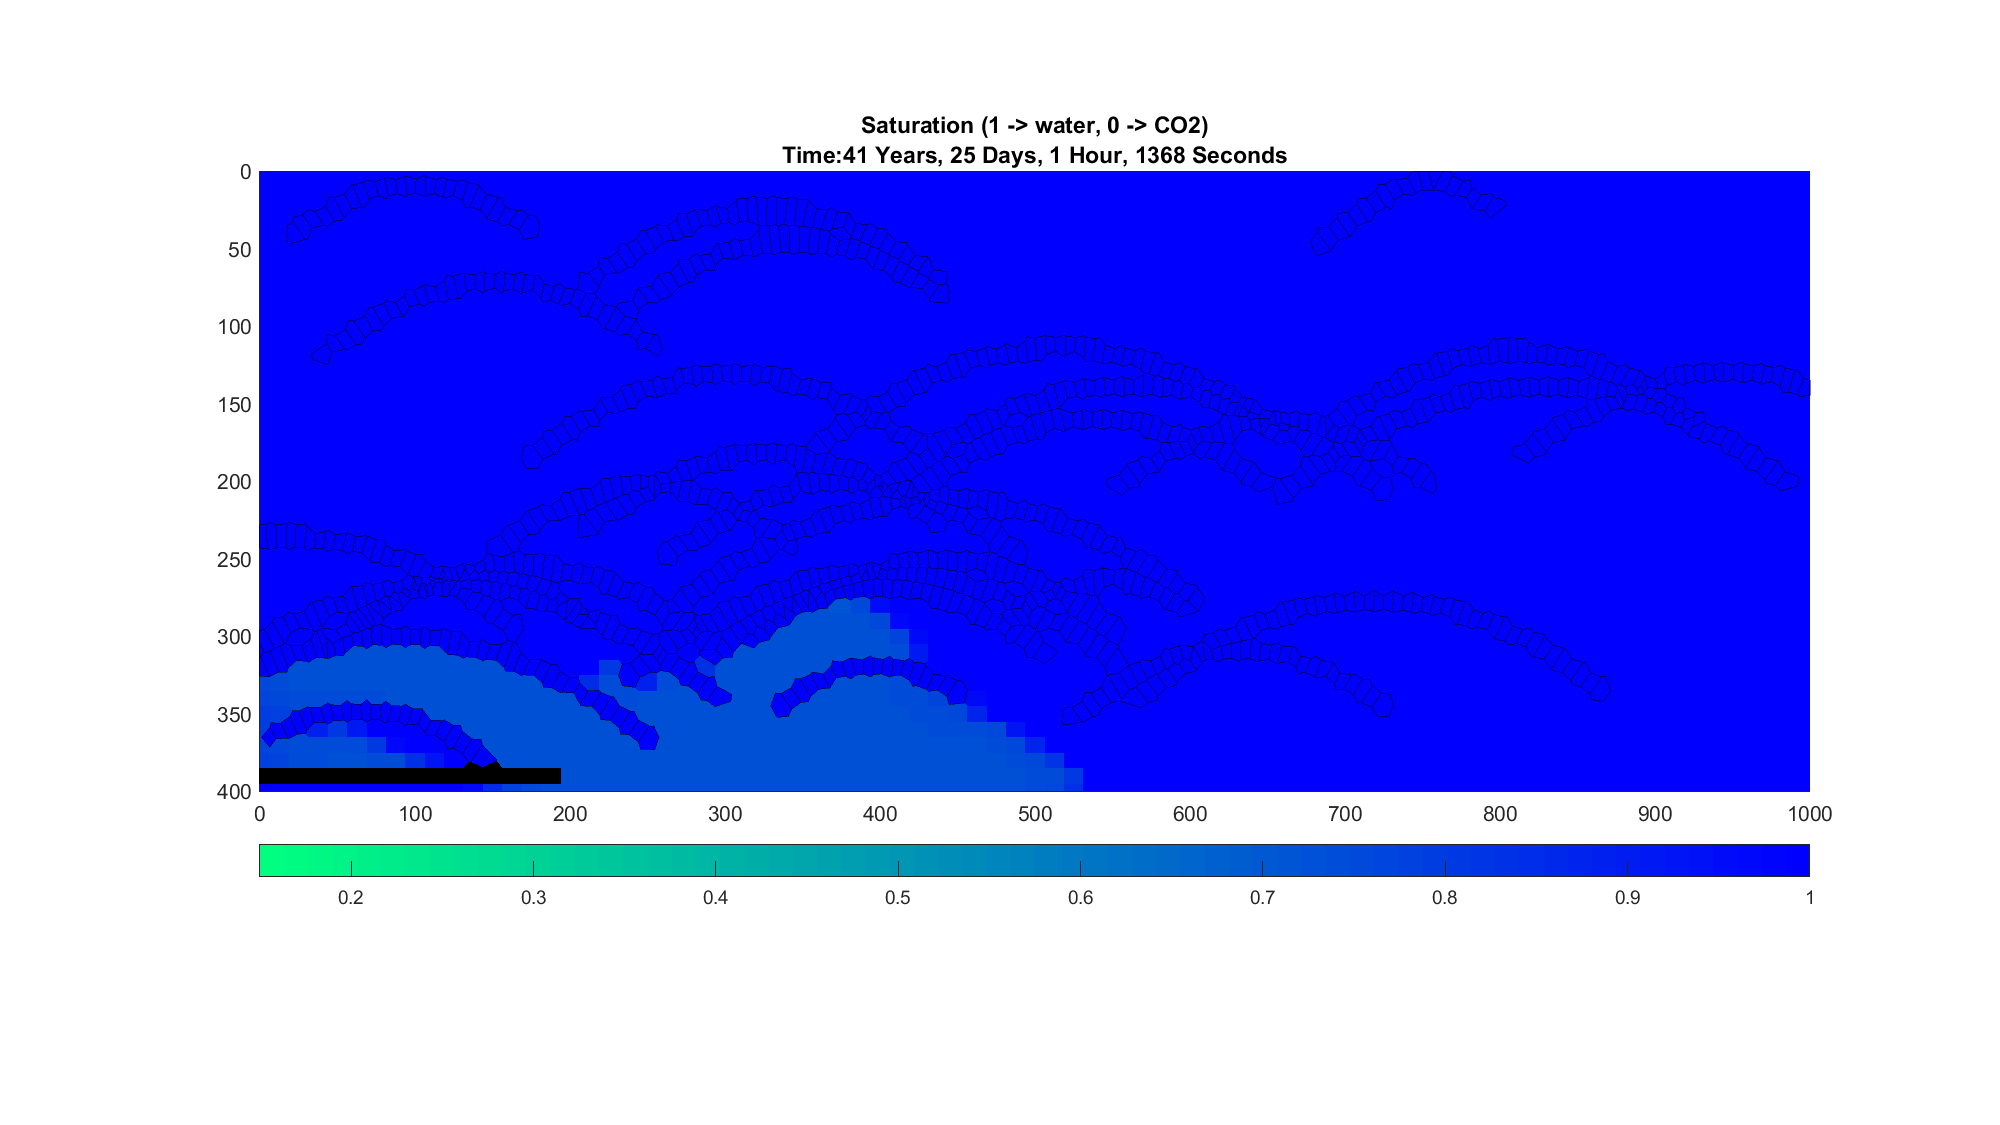 Saturation (1 -> water, 0 -> CO2)
Time:41 Years, 25 Days, 1 Hour, 1368 Seconds
0
50
100
150
200
250
300
350
400
0 100 200 300 400 500 600 700 800 900 1000
0.2 0.3 0.4 0.5 0.6 0.7 0.8 0.9 1